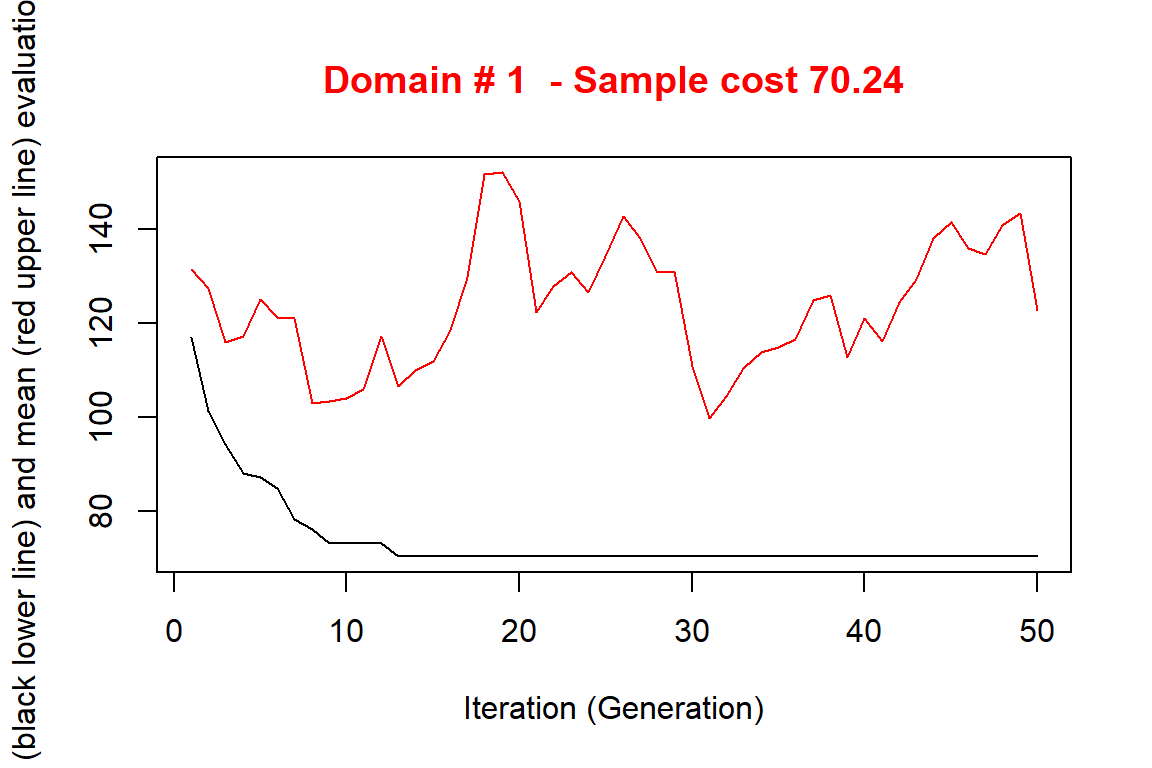 Domain # 1  - Sample cost 70.24
(black lower line) and mean (red upper line) evaluatio
140
120
100
80
0 10 20 30 40 50
Iteration (Generation)